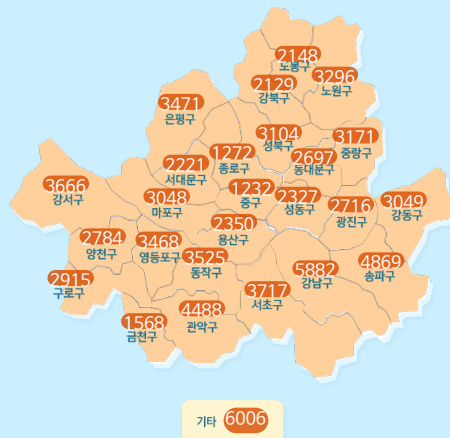 2148
도봉구
2129
강북구
3296
노원구
3471
은평구
3104
성북구
3171
중랑구
1272
종로구
2697
동대문구
2221
서대문구
3666
강서구
3048
마포구
1232
중구
2327
성동구
2716
광진구
3049
강동구
2350
용산구
2784
양천구
3468
영등포구
3525
동작구
2915
구로구
5882
강남구
4869
송파구
3717
서초구
1568
금천구
4488
관악구
기타 6006